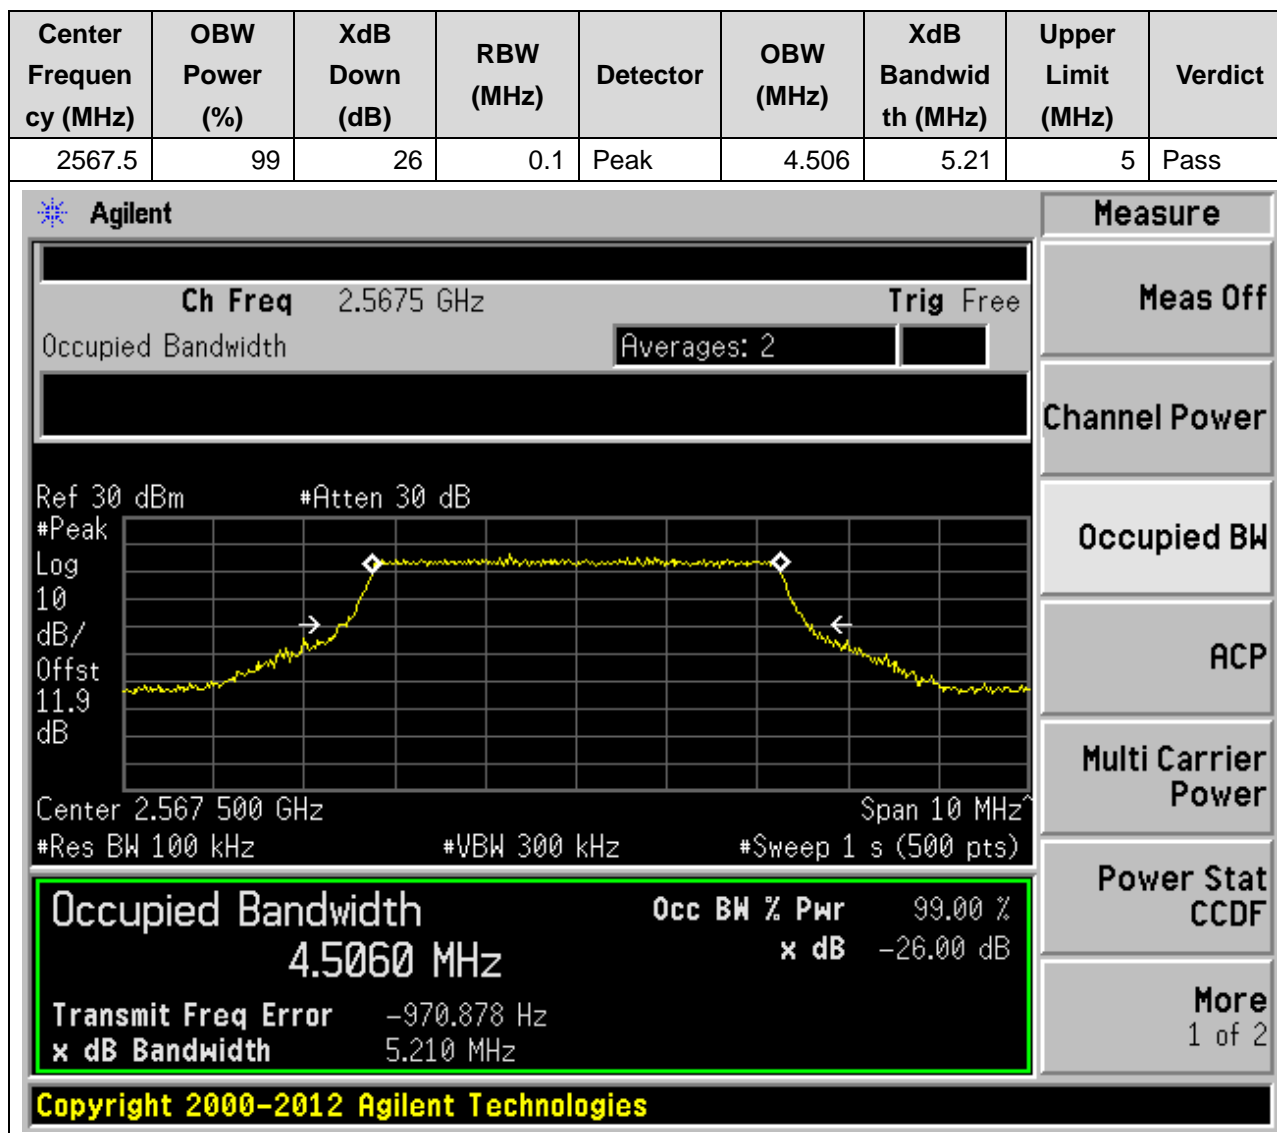 Center Frequen cy (MHz) OBW Power (%) XdB Down (dB) RBW (MHz) Detector OBW (MHz) XdB Bandwid th (MHz) Upper Limit (MHz) Verdict
2567.5 99 26 0.1 Peak 4.506 5.21 5 Pass
Agilent
Measure
Ch Freq 2.5675 GHz Trig Free
Occupied Bandwidth Averages: 2
Meas Off
Channel Power
Occupied BW
ACP
Multi Carrier
Power
Power Stat
CCDF
More
1 of 2
Ref 30 dBm #Atten 30 dB
#Peak
Log
10
dB/
Offst
11.9
dB
Center 2.567 500 GHz Span 10 MHz^
#Res BW 100 kHz #VBW 300 kHz #Sweep 1 s (500 pts)
Occupied Bandwidth Occ BW % Pwr 99.00 %
4.5060 MHz x dB -26.00 dB
Transmit Freq Error -970.878 Hz
x dB Bandwidth 5.210 MHz
Copyright 2000-2012 Agilent Technologies